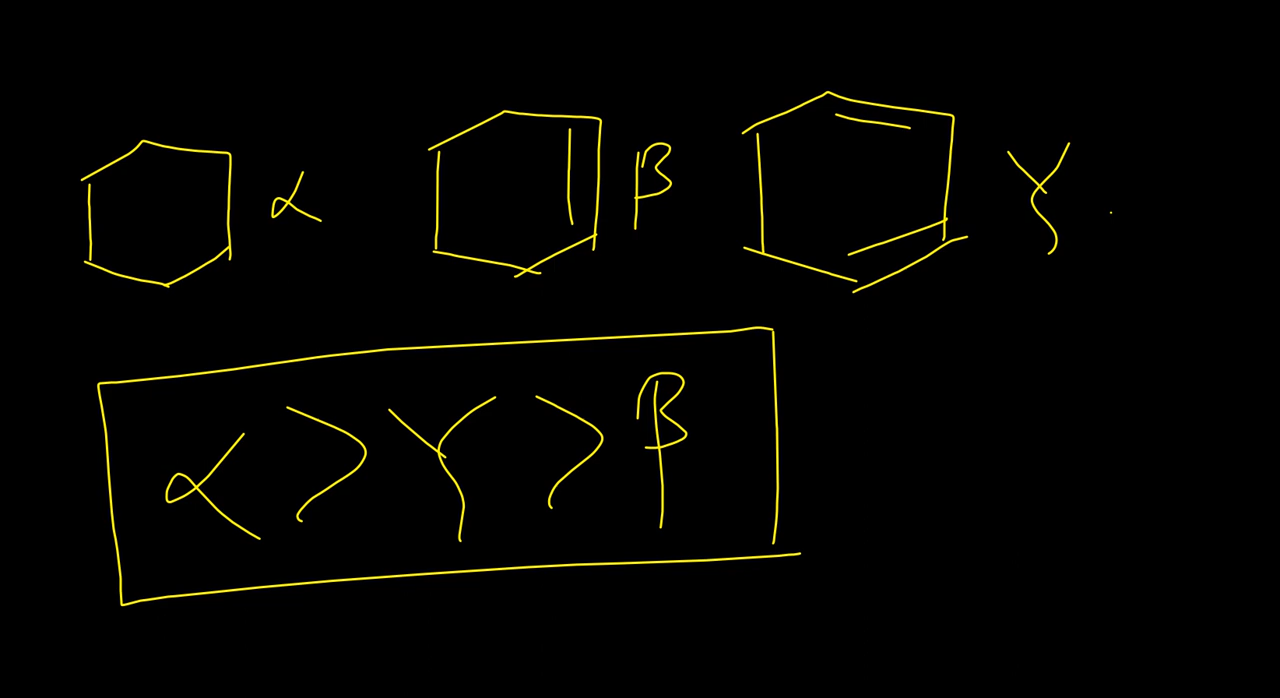 α β γ
α > γ > β